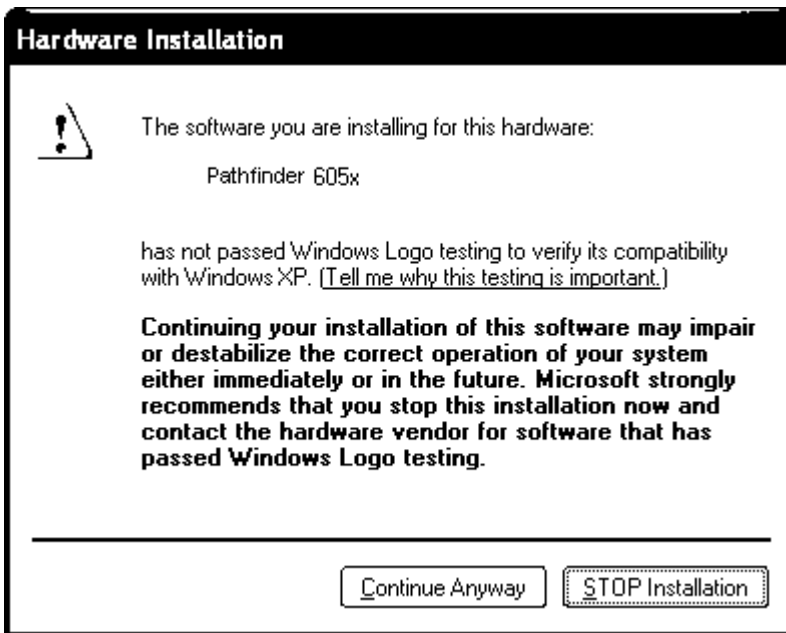 Hardware Installation
The software you are installing for this hardware:
Pathfinder 605x
has not passed Windows Logo testing to verify its compatibility
with Windows XP. (Tell me why this testing is important.)
Continuing your installation of this software may impair
or destabilize the correct operation of your system
either immediately or in the future. Microsoft strongly
recommends that you stop this installation now and
contact the hardware vendor for software that has
passed Windows Logo testing.
Continue Anyway STOP Installation